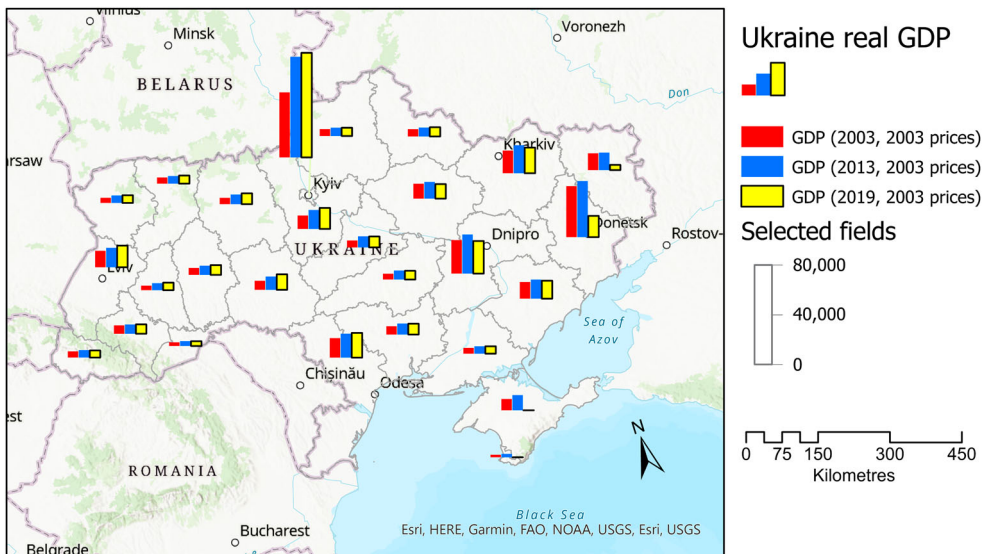 Vilnius
Minsk
Voronezh
BELARUS
Don
arsaw
Kharkiv
Kyiv
Donetsk
UKRAINE
Dnipro
Rostov-
Lviv
Sea of
Azov
Chisinău
Odesa
est
N
ROMANIA
Black Sea
Esri, HERE, Garmin, FAO, NOAA, USGS, Esri, USGS
Bucharest
Belgrade
Ukraine real GDP
GDP (2003, 2003 prices)
GDP (2013, 2003 prices)
GDP (2019, 2003 prices)
Selected fields
80,000
40,000
0
0 75 150 300 450
Kilometres